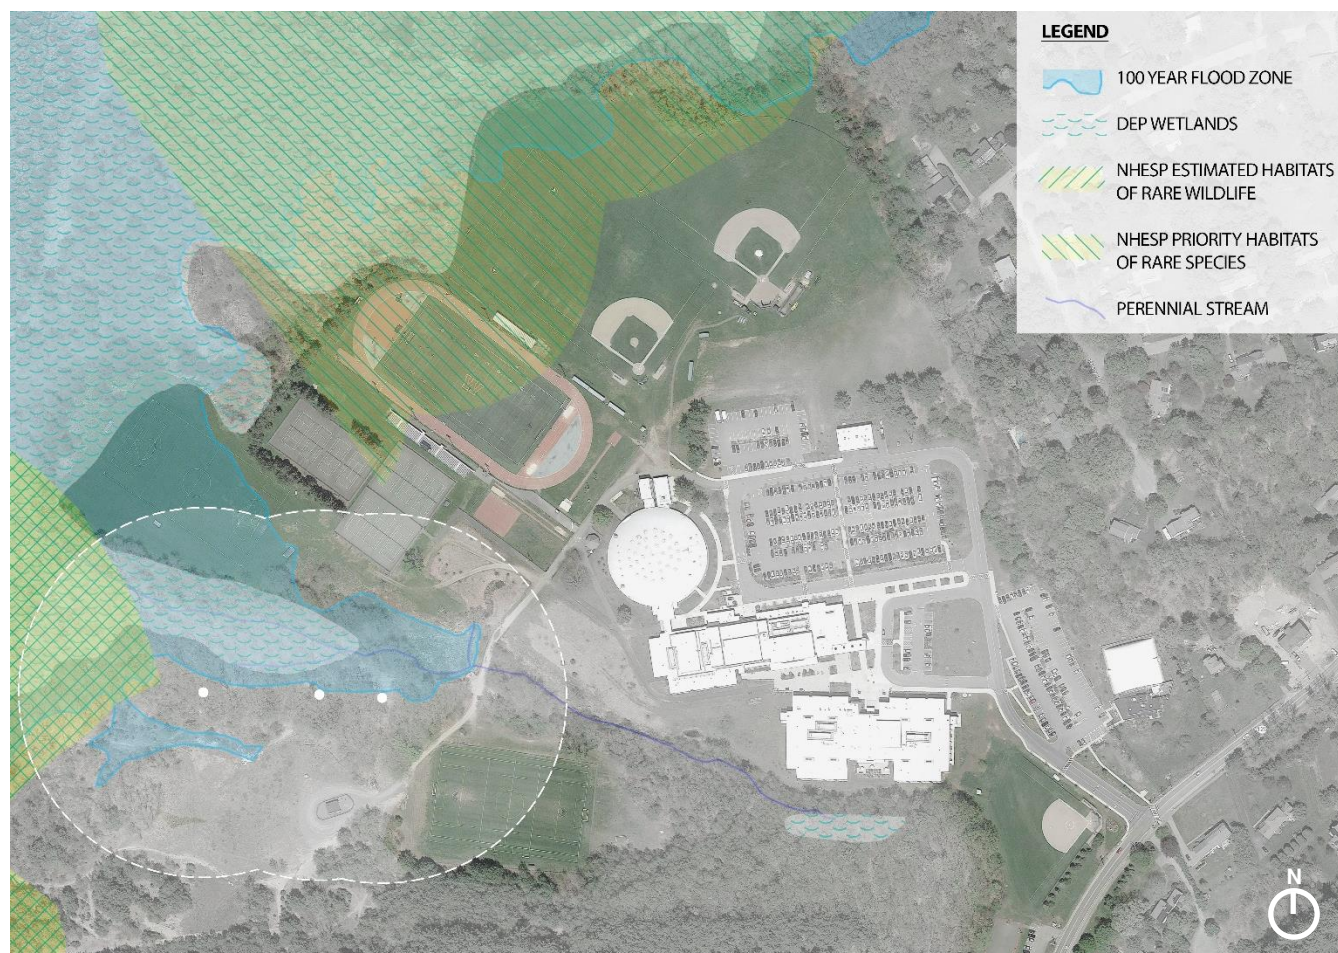 LEGEND
100 YEAR FLOOD ZONE
DEP WETLANDS
NHESP ESTIMATED HABITATS
OF RARE WILDLIFE
NHESP PRIORITY HABITATS
OF RARE SPECIES
PERENNIAL STREAM
N